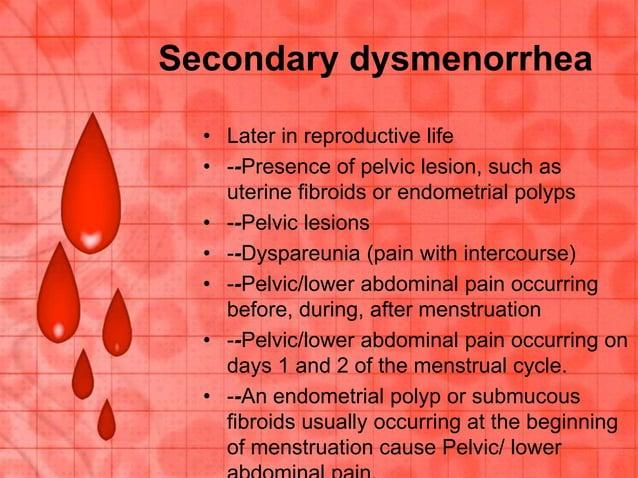 Secondary dysmenorrhea
• Later in reproductive life
• --Presence of pelvic lesion, such as
uterine fibroids or endometrial polyps
• --Pelvic lesions
• --Dyspareunia (pain with intercourse)
• --Pelvic/lower abdominal pain occurring
before, during, after menstruation
• --Pelvic/lower abdominal pain occurring on
days 1 and 2 of the menstrual cycle.
• --An endometrial polyp or submucous
fibroids usually occurring at the beginning
of menstruation cause Pelvic/ lower
abdominal pain.